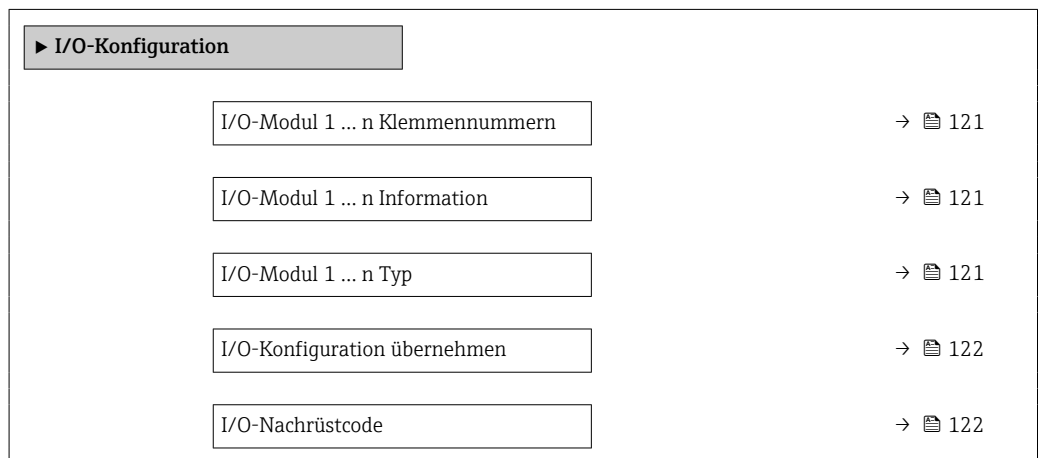 ► I/O-Konfiguration
I/O-Modul 1 … n Klemmennummern → 121
I/O-Modul 1 … n Information → 121
I/O-Modul 1 … n Typ → 121
I/O-Konfiguration übernehmen → 122
I/O-Nachrüstcode → 122